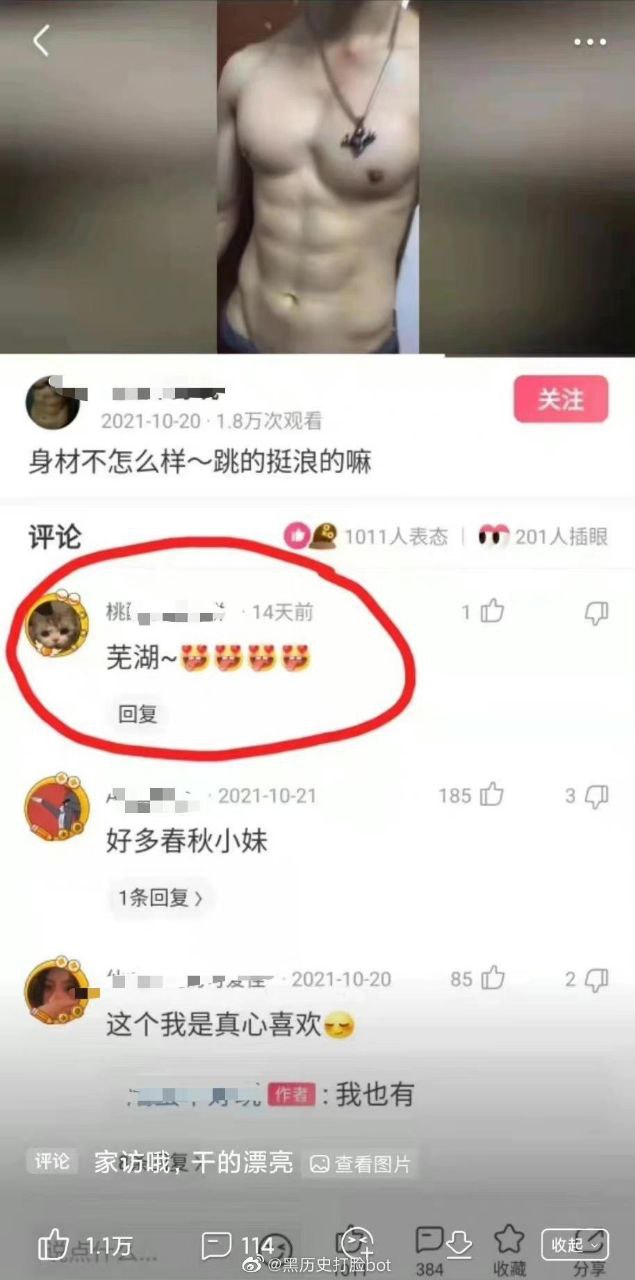 2021-10-20 · 1.8万次观看
关注
身材不怎么样～跳的挺浪的嘛
评论
1011人表态 | 201人插眼
桃
· 14天前
1
芜湖~
回复
· 2021-10-21
185
3
好多春秋小妹
1条回复 >
· 2021-10-20
85
2
这个我是真心喜欢
作者 : 我也有
评论 家访哦，干的漂亮 查看图片
1.1万
114
384
收藏
收起
分享
@黑历史打脸bot